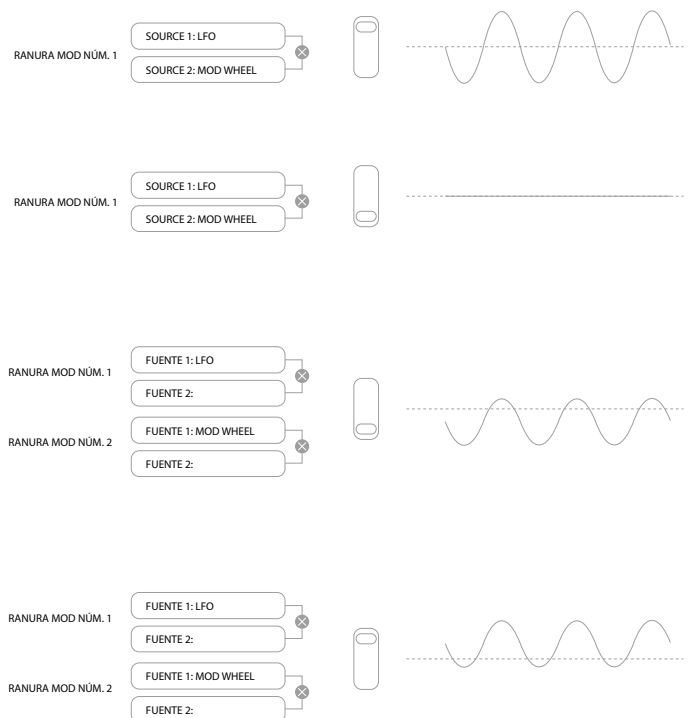 RANURA MOD NÚM. 1
SOURCE 1: LFO
SOURCE 2: MOD WHEEL
RANURA MOD NÚM. 1
SOURCE 1: LFO
SOURCE 2: MOD WHEEL
RANURA MOD NÚM. 1
FUENTE 1: LFO
FUENTE 2:
RANURA MOD NÚM. 2
FUENTE 1: MOD WHEEL
FUENTE 2:
RANURA MOD NÚM. 1
FUENTE 1: LFO
FUENTE 2:
RANURA MOD NÚM. 2
FUENTE 1: MOD WHEEL
FUENTE 2: